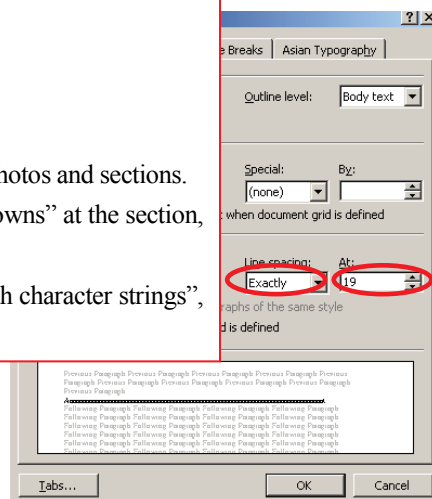 ? X
e Breaks Asian Typography
Outline level: Body text
hotos and sections.
Special: By:
(none)
owns” at the section,
when document grid is defined
Line spacing: At:
Exactly 19
h character strings”,
raphs of the same style
d is defined
Previous Paragraph Previous Paragraph Previous Paragraph Previous Paragraph Previous
Paragraph Previous Paragraph Previous Paragraph Previous Paragraph Previous Paragraph
Previous Paragraph
Following Paragraph Following Paragraph Following Paragraph Following Paragraph
Following Paragraph Following Paragraph Following Paragraph Following Paragraph
Following Paragraph Following Paragraph Following Paragraph Following Paragraph
Following Paragraph Following Paragraph Following Paragraph Following Paragraph
Following Paragraph Following Paragraph Following Paragraph Following Paragraph
Tabs... OK Cancel